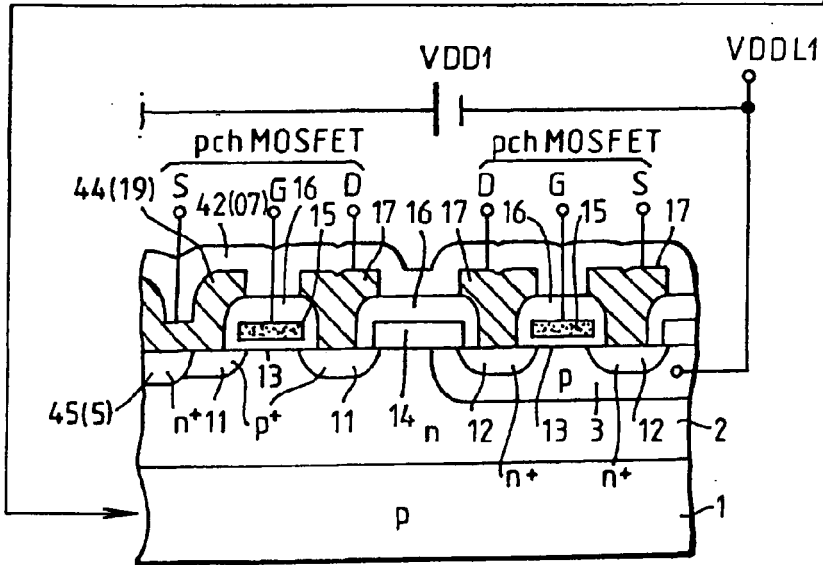 VDD1
VDDL1
pch MOSFET
pch MOSFET
44(19)
S
42(07)
G
16
15
D
17
16
17
D
16
G
15
S
17
45(5)
n+
11
p+
13
11
14
n
12
p
13
3
12
2
n+
n+
p
1